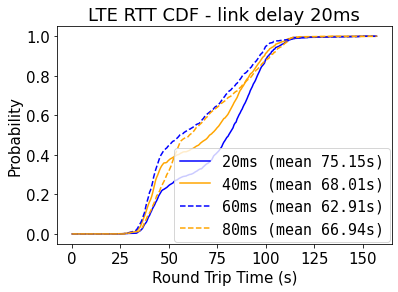 LTE RTT CDF - link delay 20ms
Probability
1.0
0.8
0.6
0.4
0.2
0.0
20ms (mean 75.15s)
40ms (mean 68.01s)
60ms (mean 62.91s)
80ms (mean 66.94s)
0 25 50 75 100 125 150
Round Trip Time (s)